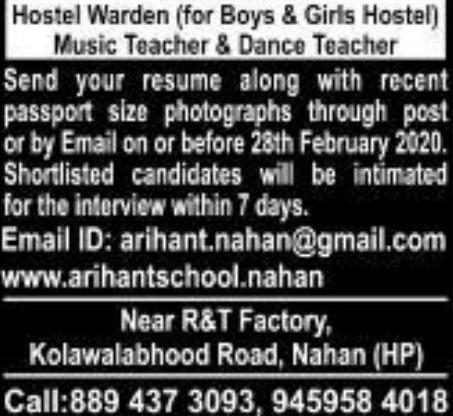 Hostel Warden (for Boys & Girls Hostel)
Music Teacher & Dance Teacher
Send your resume along with recent
passport size photographs through post
or by Email on or before 28th February 2020.
Shortlisted candidates will be intimated
for the interview within 7 days.
Email ID: arihant.nahan@gmail.com
www.arihantschool.nahan
Near R&T Factory,
Kolawalabhood Road, Nahan (HP)
Call:889 437 3093, 945958 4018